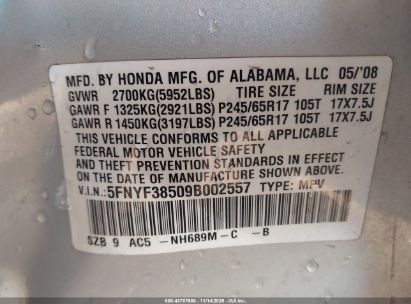 MFD. BY HONDA MFG. OF ALABAMA, LLC 05/'08
GVWR 2700KG(5952LBS) TIRE SIZE RIM SIZE
GAWR F 1325KG(2921LBS) P245/65R17 105T 17X7.5J
GAWR R 1450KG(3197LBS) P245/65R17 105T 17X7.5J
THIS VEHICLE CONFORMS TO ALL APPLICABLE
FEDERAL MOTOR VEHICLE SAFETY, BUMPER,
AND THEFT PREVENTION STANDARDS IN EFFECT
ON THE DATE OF MANUFACTURE SHOWN ABOVE.
V.I.N: 5FNYF38509B002557 TYPE: MPV
SZB 9 AC5 -NH689M-C -B